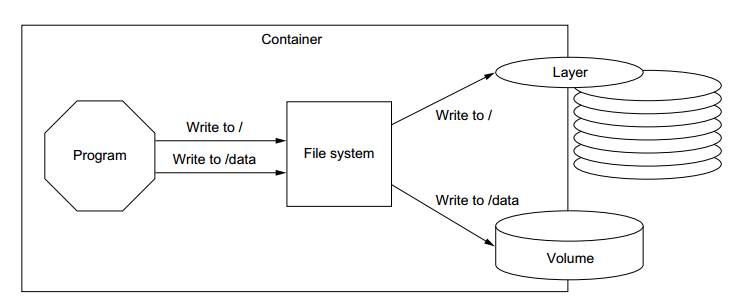 Container
Layer
Write to /
Write to /
Program
File system
Write to /data
Write to /data
Volume